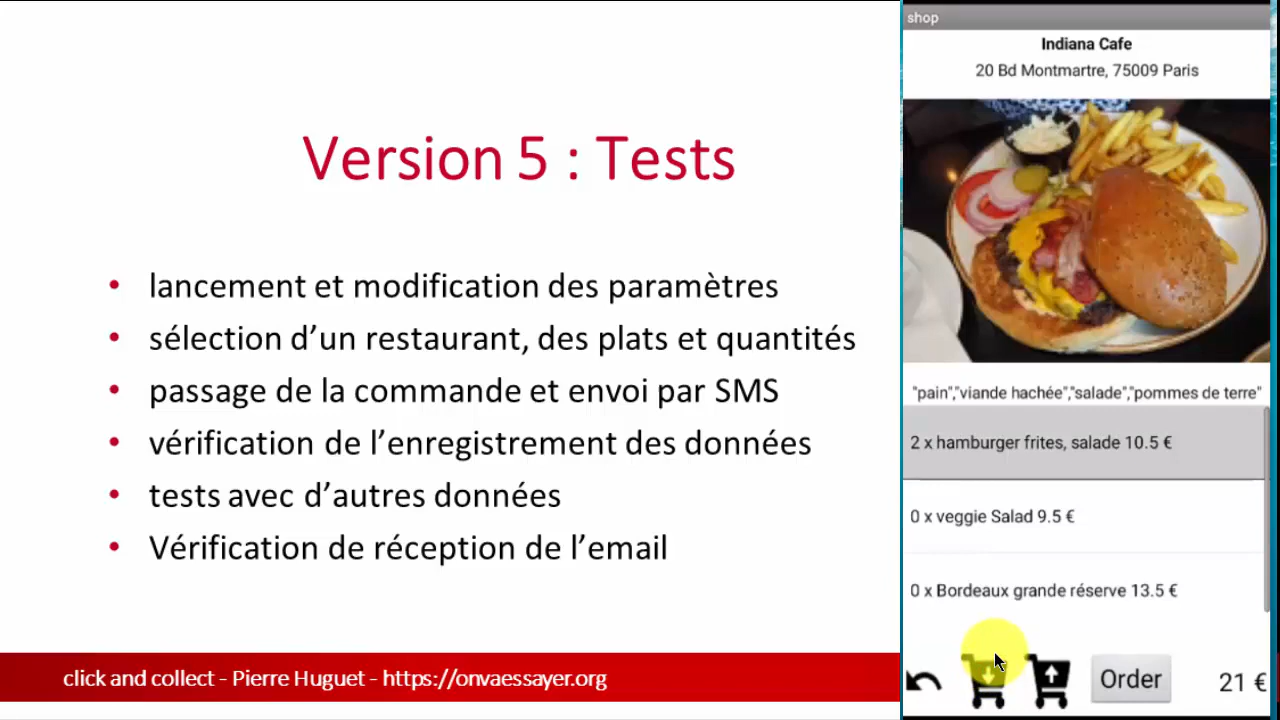 Version 5 : Tests
• lancement et modification des paramètres
• sélection d’un restaurant, des plats et quantités
• passage de la commande et envoi par SMS
• vérification de l’enregistrement des données
• tests avec d’autres données
• Vérification de réception de l’email
click and collect - Pierre Huguet - https://onvaessayer.org
shop
Indiana Cafe
20 Bd Montmartre, 75009 Paris
"pain","viande hachée","salade","pommes de terre"
2 x hamburger frites, salade 10.5 €
0 x veggie Salad 9.5 €
0 x Bordeaux grande réserve 13.5 €
Order
21 €